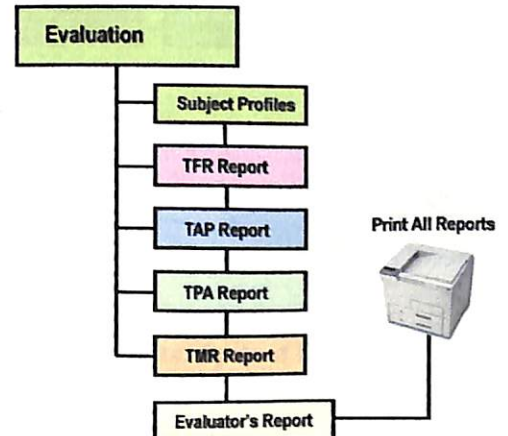 Evaluation
Subject Profiles
TFR Report
TAP Report
Print All Reports
TPA Report
TMR Report
Evaluator's Report